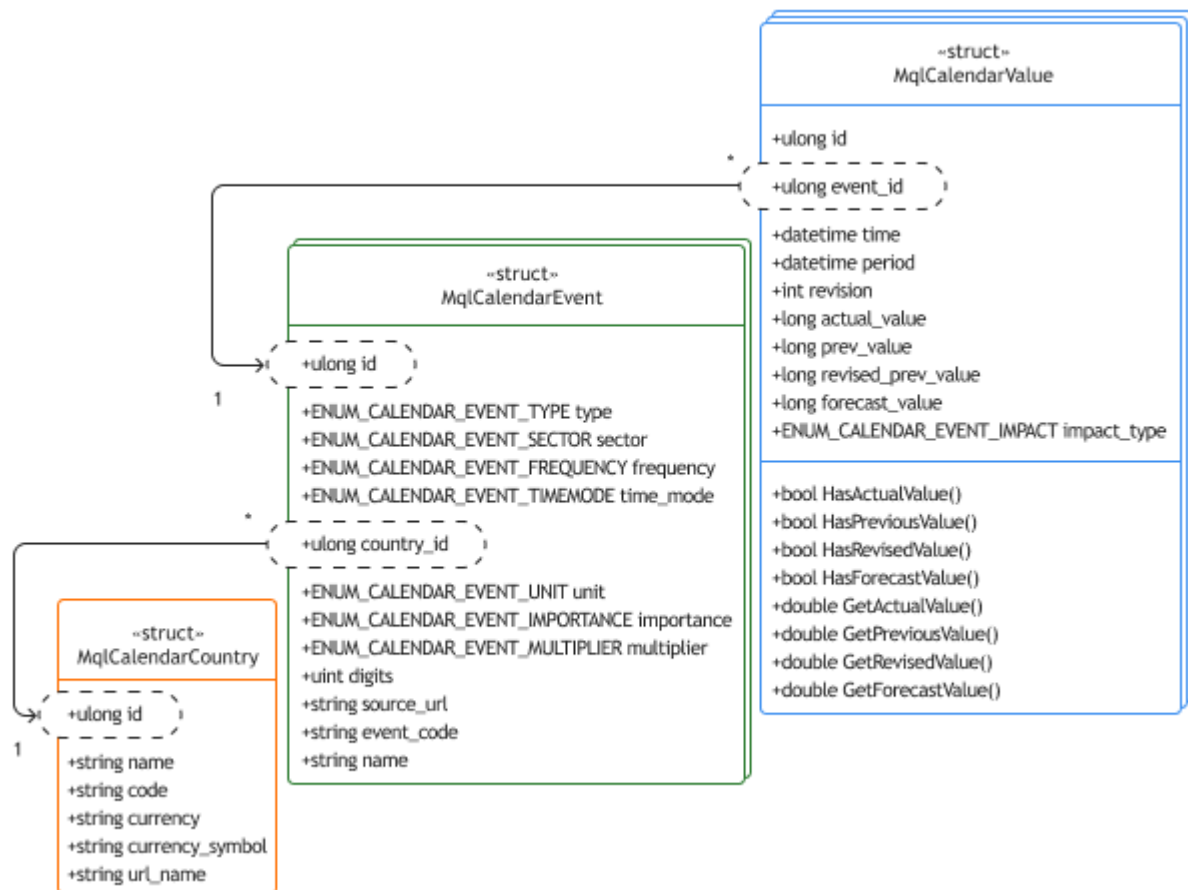 «struct»
MqlCalendarValue
+ulong id
*
+ulong event_id
+datetime time
+datetime period
+int revision
+long actual_value
+long prev_value
+long revised_prev_value
+long forecast_value
+ENUM_CALENDAR_EVENT_IMPACT impact_type
+bool HasActualValue()
+bool HasPreviousValue()
+bool HasRevisedValue()
+bool HasForecastValue()
+double GetActualValue()
+double GetPreviousValue()
+double GetRevisedValue()
+double GetForecastValue()
«struct»
MqlCalendarEvent
+ulong id
1
+ENUM_CALENDAR_EVENT_TYPE type
+ENUM_CALENDAR_EVENT_SECTOR sector
+ENUM_CALENDAR_EVENT_FREQUENCY frequency
+ENUM_CALENDAR_EVENT_TIMEMODE time_mode
*
+ulong country_id
+ENUM_CALENDAR_EVENT_UNIT unit
+ENUM_CALENDAR_EVENT_IMPORTANCE importance
+ENUM_CALENDAR_EVENT_MULTIPLIER multiplier
+uint digits
+string source_url
+string event_code
+string name
«struct»
MqlCalendarCountry
+ulong id
1
+string name
+string code
+string currency
+string currency_symbol
+string url_name